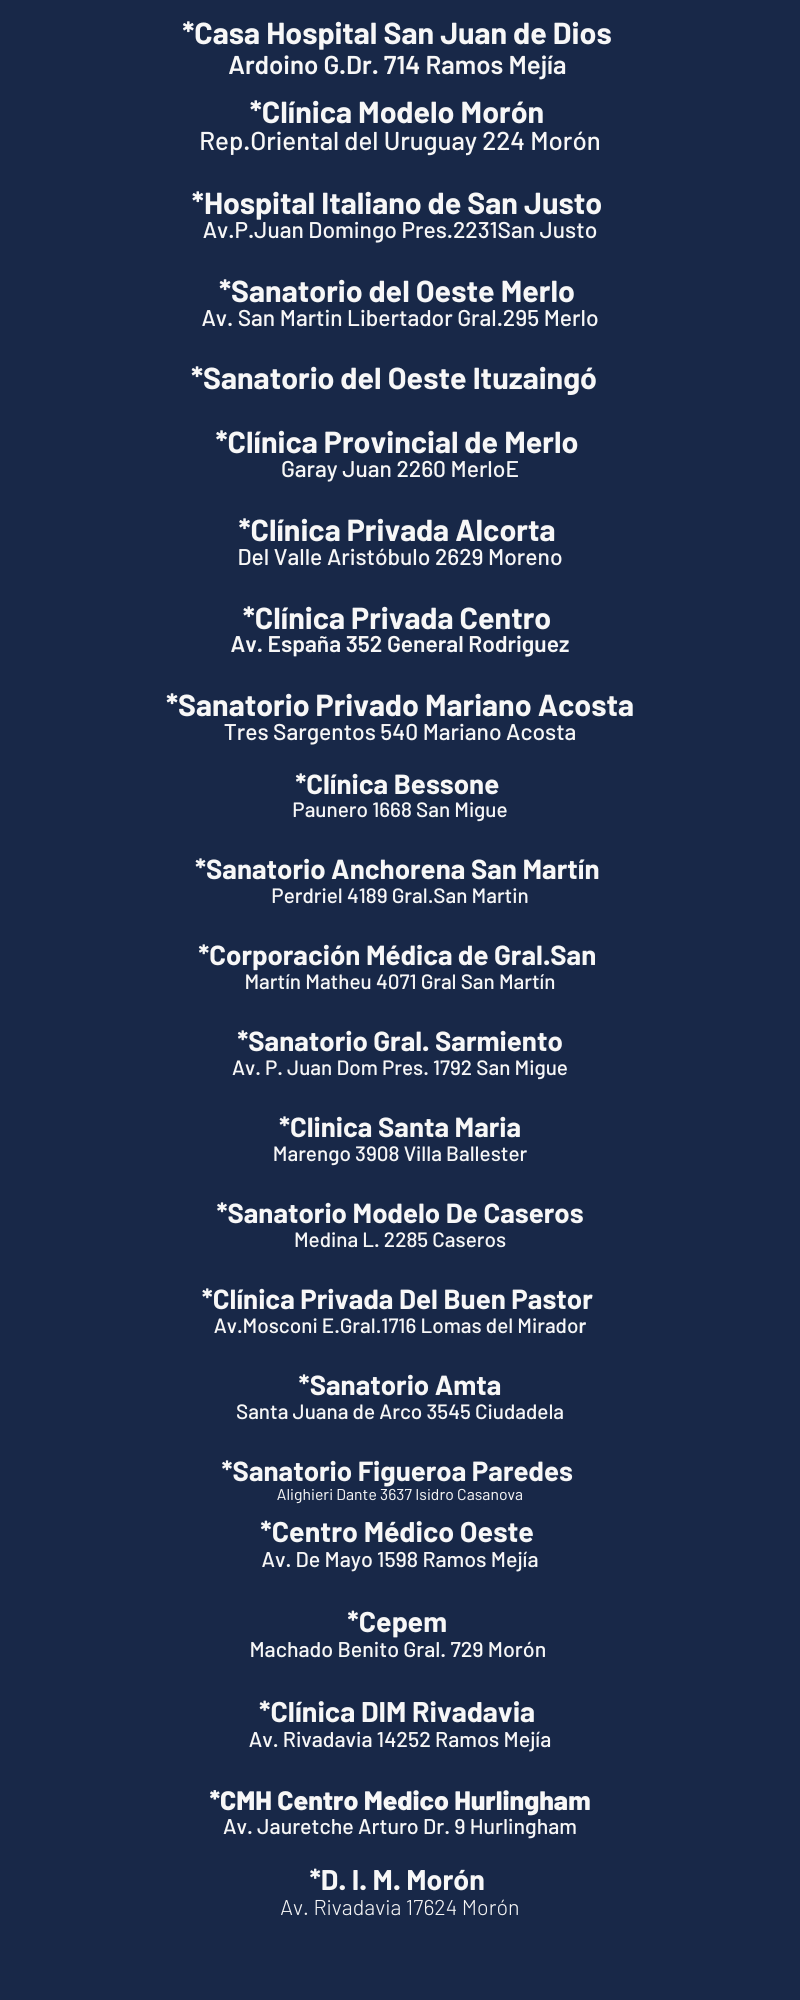 *Casa Hospital San Juan de Dios
Ardoino G.Dr. 714 Ramos Mejía
*Clínica Modelo Morón
Rep.Oriental del Uruguay 224 Morón
*Hospital Italiano de San Justo
Av.P.Juan Domingo Pres.2231San Justo
*Sanatorio del Oeste Merlo
Av. San Martin Libertador Gral.295 Merlo
*Sanatorio del Oeste Ituzaingó
*Clínica Provincial de Merlo
Garay Juan 2260 MerloE
*Clínica Privada Alcorta
Del Valle Aristóbulo 2629 Moreno
*Clínica Privada Centro
Av. España 352 General Rodriguez
*Sanatorio Privado Mariano Acosta
Tres Sargentos 540 Mariano Acosta
*Clínica Bessone
Paunero 1668 San Migue
*Sanatorio Anchorena San Martín
Perdriel 4189 Gral.San Martin
*Corporación Médica de Gral.San
Martín Matheu 4071 Gral San Martín
*Sanatorio Gral. Sarmiento
Av. P. Juan Dom Pres. 1792 San Migue
*Clinica Santa Maria
Marengo 3908 Villa Ballester
*Sanatorio Modelo De Caseros
Medina L. 2285 Caseros
*Clínica Privada Del Buen Pastor
Av.Mosconi E.Gral.1716 Lomas del Mirador
*Sanatorio Amta
Santa Juana de Arco 3545 Ciudadela
*Sanatorio Figueroa Paredes
Alighieri Dante 3637 Isidro Casanova
*Centro Médico Oeste
Av. De Mayo 1598 Ramos Mejía
*Cepem
Machado Benito Gral. 729 Morón
*Clínica DIM Rivadavia
Av. Rivadavia 14252 Ramos Mejía
*CMH Centro Medico Hurlingham
Av. Jauretche Arturo Dr. 9 Hurlingham
*D. I. M. Morón
Av. Rivadavia 17624 Morón